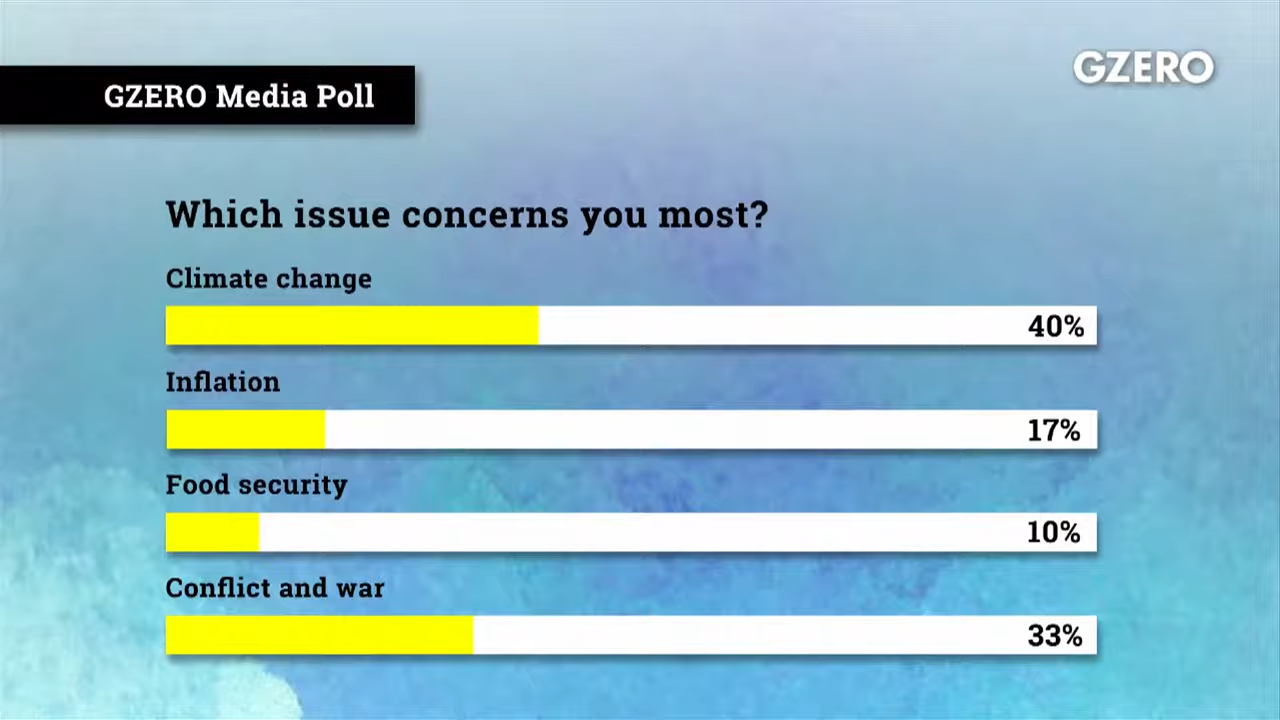 GZERO
GZERO Media Poll
Which issue concerns you most?
Climate change
40%
Inflation
17%
Food security
10%
Conflict and war
33%